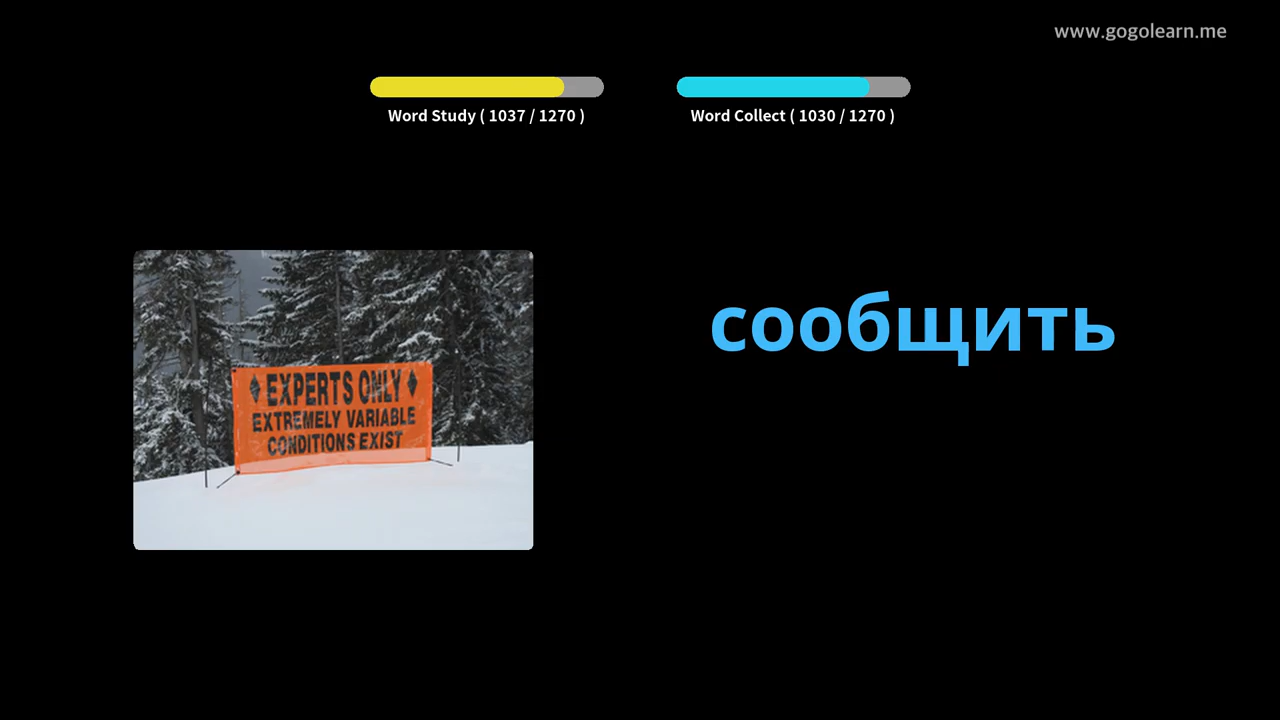 www.gogolearn.me
Word Study ( 1037 / 1270 )
Word Collect ( 1030 / 1270 )
сообщить
EXPERTS ONLY
EXTREMELY VARIABLE
CONDITIONS EXIST